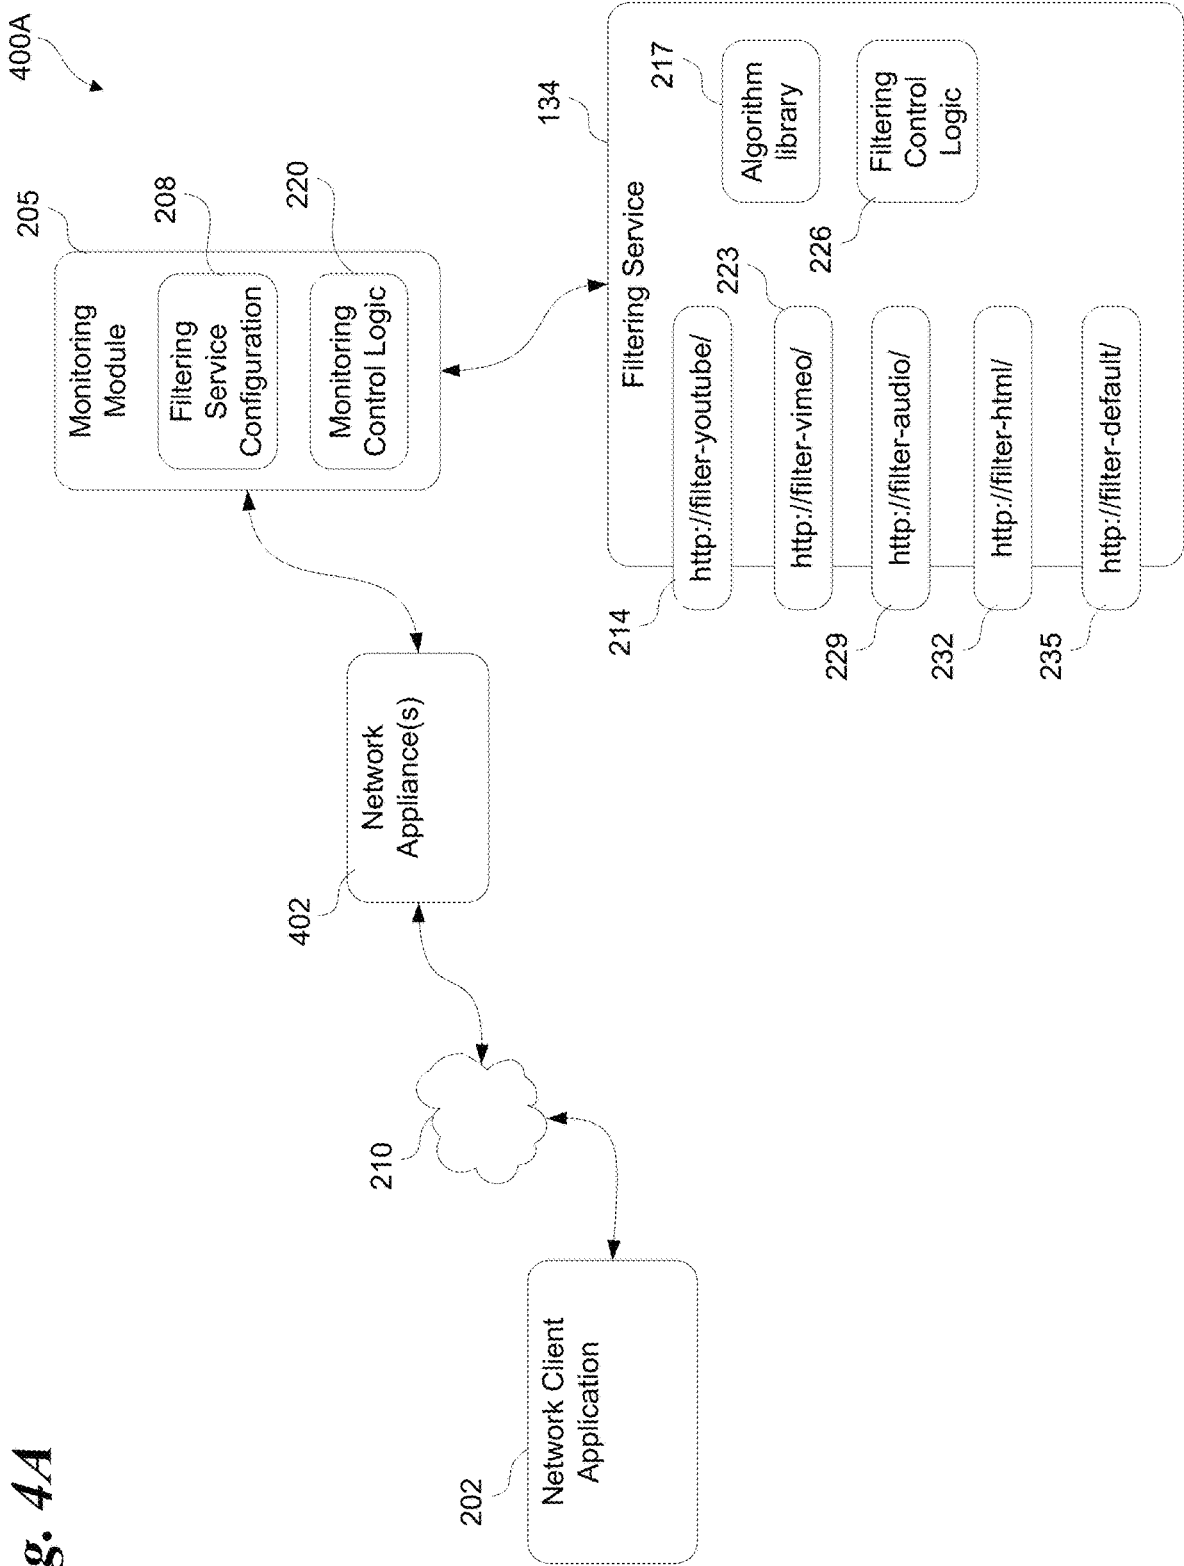 g. 4A
400A
205
Monitoring
Module
208
Filtering
Service
Configuration
220
Monitoring
Control Logic
402
Network
Appliance(s)
210
202
Network Client
Application
134
Filtering Service
214
http://filter-youtube/
223
http://filter-vimeo/
229
http://filter-audio/
232
http://filter-html/
235
http://filter-default/
217
Algorithm
library
226
Filtering
Control
Logic